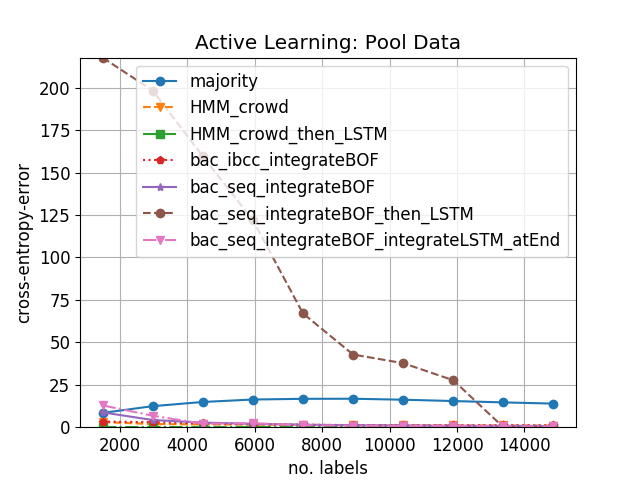 Active Learning: Pool Data
cross-entropy-error
200
175
150
125
100
75
50
25
0
majority
HMM_crowd
HMM_crowd_then_LSTM
bac_ibcc_integrateBOF
bac_seq_integrateBOF
bac_seq_integrateBOF_then_LSTM
bac_seq_integrateBOF_integrateLSTM_atEnd
2000 4000 6000 8000 10000 12000 14000
no. labels